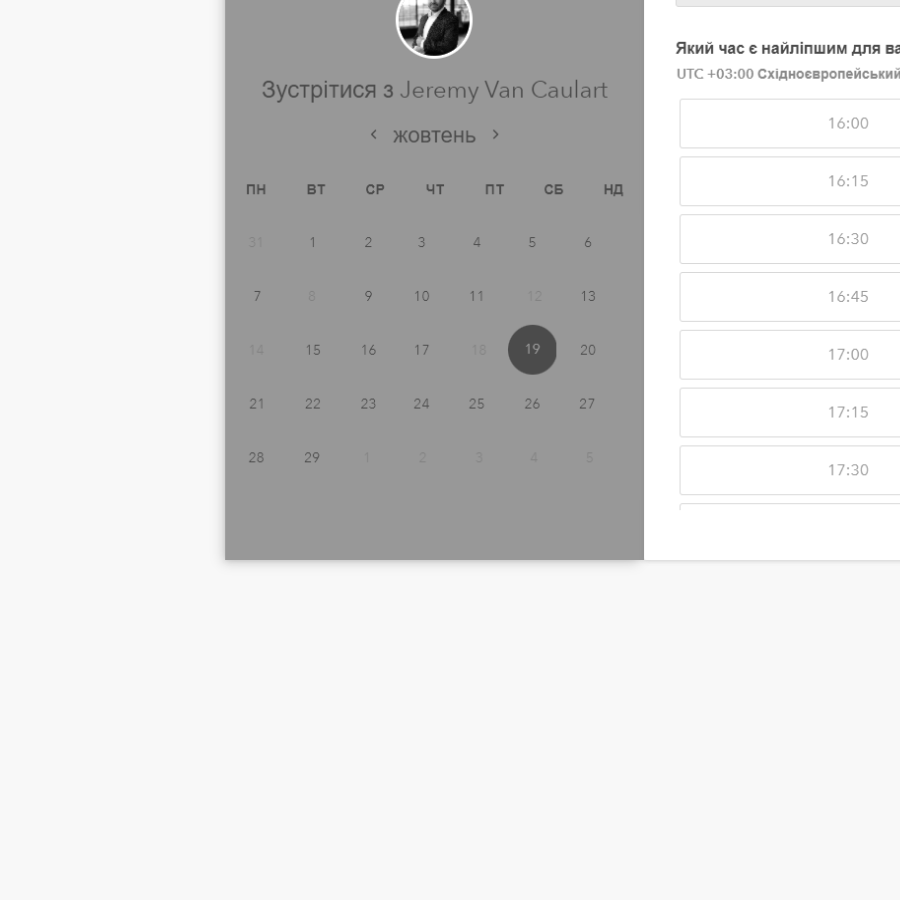 Зустрітися з Jeremy Van Caulart
‹ жовтень ›
ПН ВТ СР ЧТ ПТ СБ НД
31 1 2 3 4 5 6
7 8 9 10 11 12 13
14 15 16 17 18 19 20
21 22 23 24 25 26 27
28 29 1 2 3 4 5
Який час є найліпшим для ва
UTC +03:00 Східноєвропейський
16:00
16:15
16:30
16:45
17:00
17:15
17:30